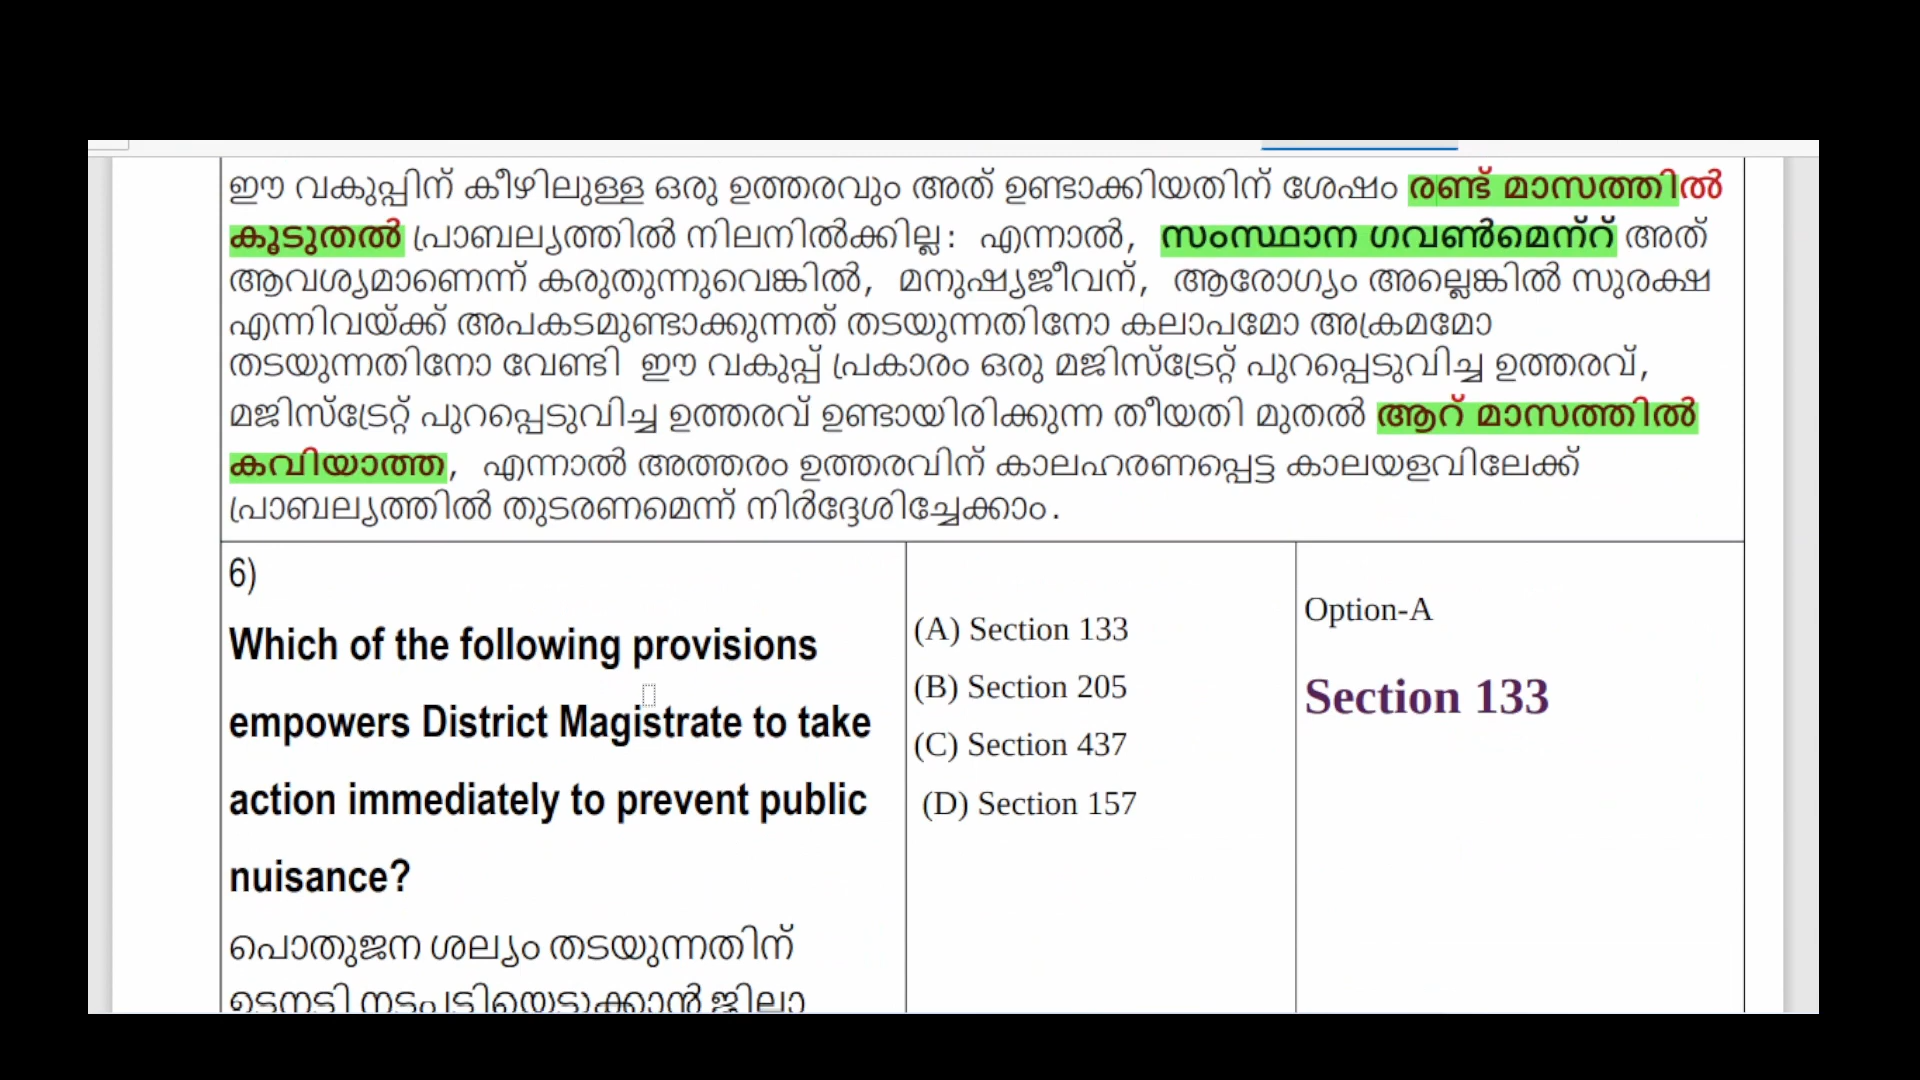 ഈ വകുപ്പിന് കീഴിലുള്ള ഒരു ഉത്തരവും അത് ഉണ്ടാക്കിയതിന് ശേഷം രണ്ട് മാസത്തിൽ
കൂടുതൽ പ്രാബല്യത്തിൽ നിലനിൽക്കില്ല: എന്നാൽ, സംസ്ഥാന ഗവൺമെന്റ് അത്
ആവശ്യമാണെന്ന് കരുതുന്നുവെങ്കിൽ, മനുഷ്യജീവന്, ആരോഗ്യം അല്ലെങ്കിൽ സുരക്ഷ
എന്നിവയ്ക്ക് അപകടമുണ്ടാക്കുന്നത് തടയുന്നതിനോ കലാപമോ അക്രമമോ
തടയുന്നതിനോ വേണ്ടി ഈ വകുപ്പ് പ്രകാരം ഒരു മജിസ്ട്രേറ്റ് പുറപ്പെടുവിച്ച ഉത്തരവ്,
മജിസ്ട്രേറ്റ് പുറപ്പെടുവിച്ച ഉത്തരവ് ഉണ്ടായിരിക്കുന്ന തീയതി മുതൽ ആറ് മാസത്തിൽ
കവിയാത്ത, എന്നാൽ അത്തരം ഉത്തരവിന് കാലഹരണപ്പെട്ട കാലയളവിലേക്ക്
പ്രാബല്യത്തിൽ തുടരണമെന്ന് നിർദ്ദേശിച്ചേക്കാം.
6)
Which of the following provisions
empowers District Magistrate to take
action immediately to prevent public
nuisance?
പൊതുജന ശല്യം തടയുന്നതിന്
ഉടനടി നടപടിയെടുക്കാൻ ജില്ലാ
(A) Section 133
(B) Section 205
(C) Section 437
(D) Section 157
Option-A
Section 133